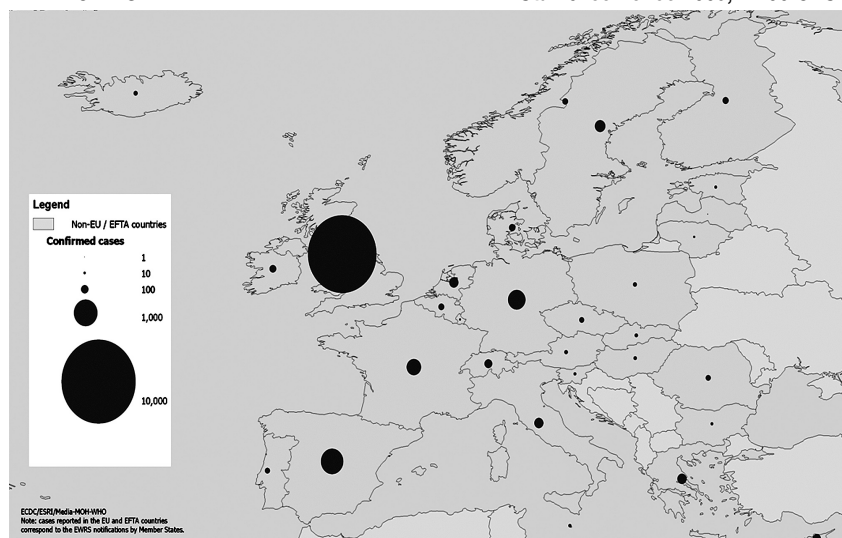 Legend
Non-EU / EFTA countries
Confirmed cases
1
10
100
1,000
10,000
ECDC/ESRI/Media-MOH-WHO
Note: cases reported in the EU and EFTA countries
correspond to the EWRS notifications by Member States.